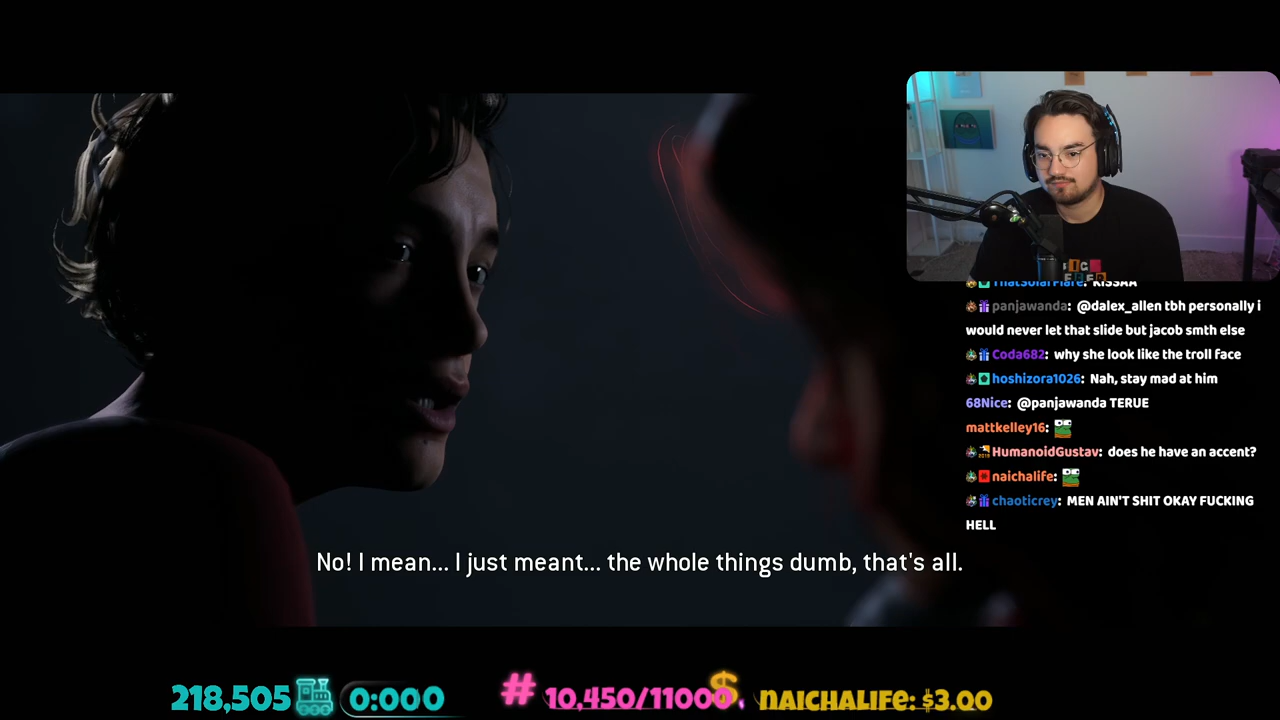 ThatSolarFlare: KISSAA
panjawanda: @dalex_allen tbh personally i
would never let that slide but jacob smth else
Coda682: why she look like the troll face
hoshizora1026: Nah, stay mad at him
68Nice: @panjawanda TERUE
mattkelley16:
HumanoidGustav: does he have an accent?
naichalife:
chaoticrey: MEN AIN'T SHIT OKAY FUCKING
HELL
No! I mean... I just meant... the whole things dumb, that's all.
218,505 0:000 # 10,450/11000 $ NAICHALIFE: $3.00